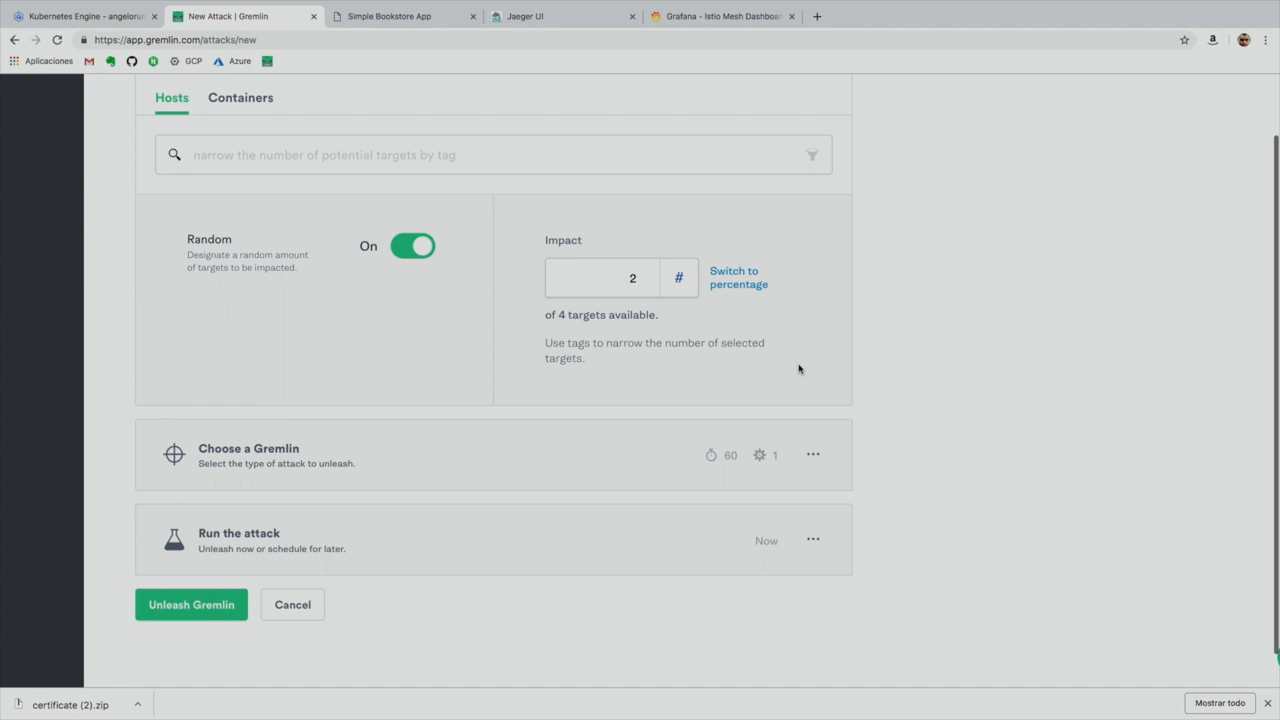 Kubernetes Engine - angelorun
New Attack | Gremlin
Simple Bookstore App
Jaeger UI
Grafana - Istio Mesh Dashboar
https://app.gremlin.com/attacks/new
Aplicaciones
GCP
Azure
Hosts
Containers
narrow the number of potential targets by tag
Random
Designate a random amount
of targets to be impacted.
On
Impact
2
#
Switch to
percentage
of 4 targets available.
Use tags to narrow the number of selected
targets.
Choose a Gremlin
Select the type of attack to unleash.
60
1
Run the attack
Unleash now or schedule for later.
Now
Unleash Gremlin
Cancel
certificate (2).zip
Mostrar todo